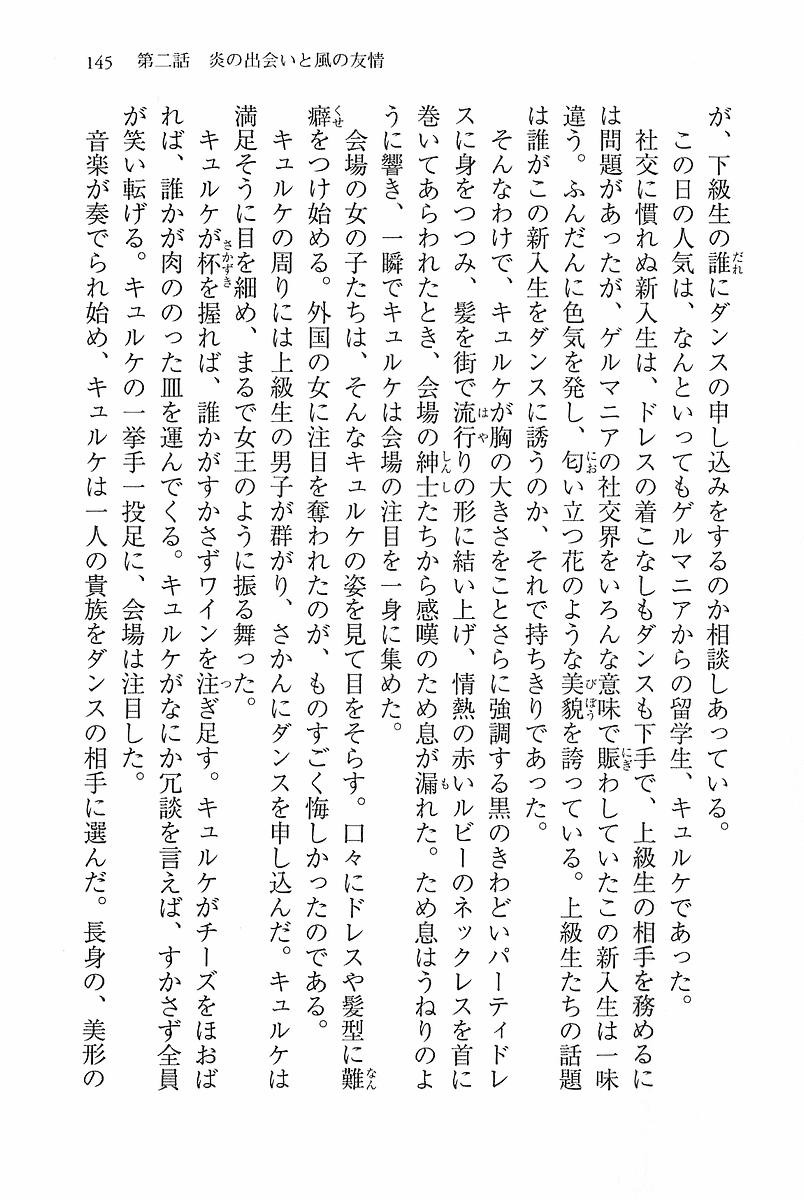 145　第二話　炎の出会いと風の友情
が、下級生の誰にダンスの申し込みをするのか相談しあっている。
この日の人気は、なんといってもゲルマニアからの留学生、キュルケであった。
社交に慣れぬ新入生は、ドレスの着こなしもダンスも下手で、上級生の相手を務めるに
は問題があったが、ゲルマニアの社交界をいろんな意味で賑わしていたこの新入生は一味
違う。ふんだんに色気を発し、匂い立つ花のような美貌を誇っている。上級生たちの話題
は誰がこの新入生をダンスに誘うのか、それで持ちきりであった。
そんなわけで、キュルケが胸の大きさをことさらに強調する黒のきわどいパーティドレ
スに身をつつみ、髪を街で流行りの形に結い上げ、情熱の赤いルビーのネックレスを首に
巻いてあらわれたとき、会場の紳士たちから感嘆のため息が漏れた。ため息はうねりのよ
うに響き、一瞬でキュルケは会場の注目を一身に集めた。
会場の女の子たちは、そんなキュルケの姿を見て目をそらす。口々にドレスや髪型に難
癖をつけ始める。外国の女に注目を奪われたのが、ものすごく悔しかったのである。
キュルケの周りには上級生の男子が群がり、さかんにダンスを申し込んだ。キュルケは
満足そうに目を細め、まるで女王のように振る舞った。
キュルケが杯を握れば、誰かがすかさずワインを注ぎ足す。キュルケがチーズをほおば
れば、誰かが肉ののった皿を運んでくる。キュルケがなにか冗談を言えば、すかさず全員
が笑い転げる。キュルケの一挙手一投足に、会場は注目した。
音楽が奏でられ始め、キュルケは一人の貴族をダンスの相手に選んだ。長身の、美形の